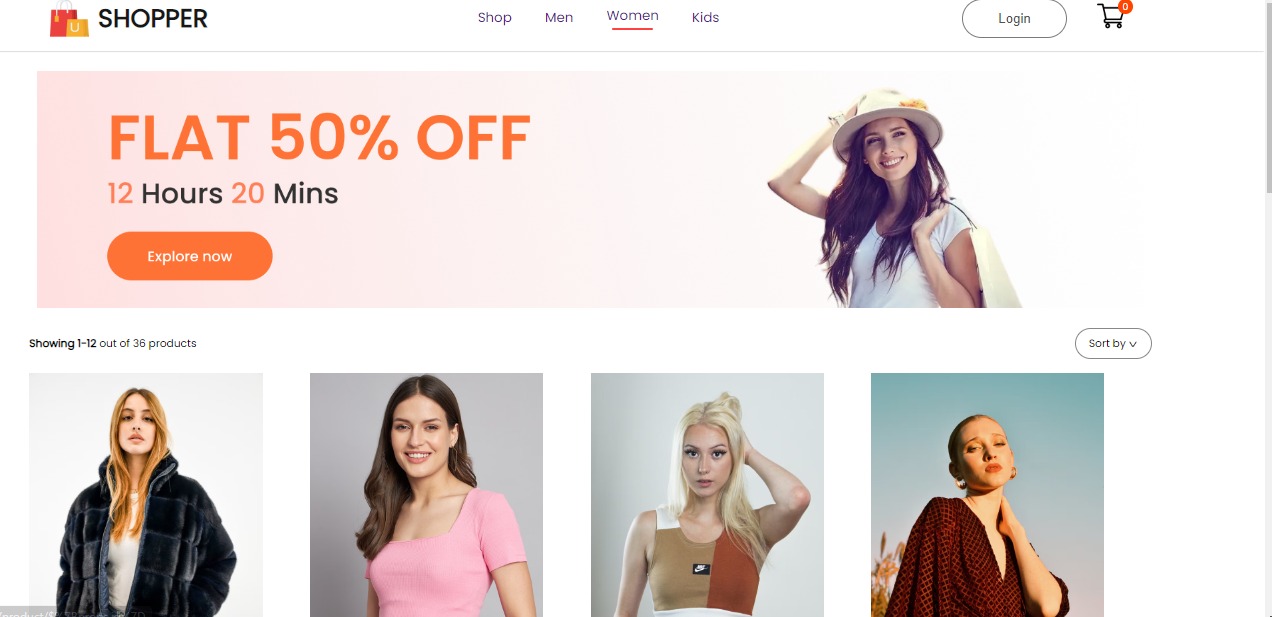 SHOPPER
Shop Men Women Kids
Login
0
FLAT 50% OFF
12 Hours 20 Mins
Explore now
Showing 1-12 out of 36 products
Sort by